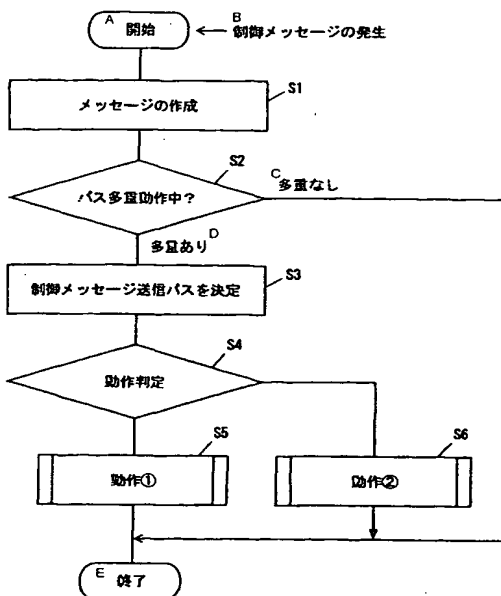 A 開始
B 制御メッセージの発生
メッセージの作成
S1
パス多重動作中?
S2
C 多重なし
多重あり D
制御メッセージ送信パスを決定
S3
動作判定
S4
動作①
S5
動作②
S6
E 終了